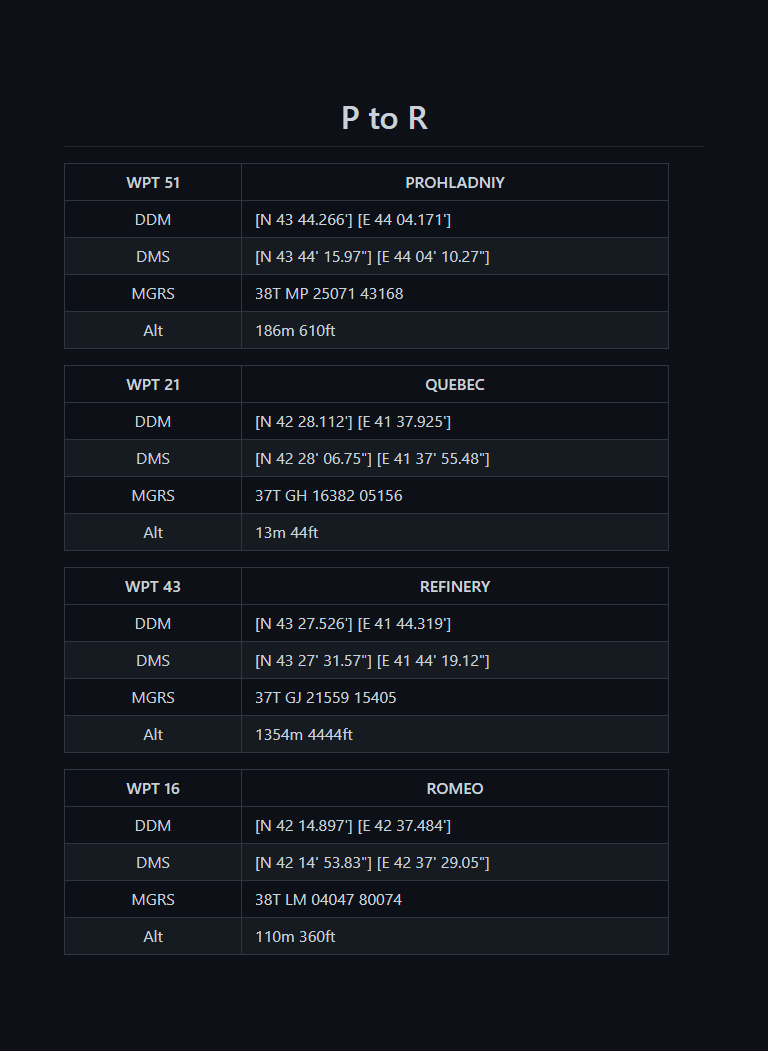 P to R
WPT 51 PROHLADNIY
DDM [N 43 44.266'] [E 44 04.171']
DMS [N 43 44' 15.97"] [E 44 04' 10.27"]
MGRS 38T MP 25071 43168
Alt 186m 610ft
WPT 21 QUEBEC
DDM [N 42 28.112'] [E 41 37.925']
DMS [N 42 28' 06.75"] [E 41 37' 55.48"]
MGRS 37T GH 16382 05156
Alt 13m 44ft
WPT 43 REFINERY
DDM [N 43 27.526'] [E 41 44.319']
DMS [N 43 27' 31.57"] [E 41 44' 19.12"]
MGRS 37T GJ 21559 15405
Alt 1354m 4444ft
WPT 16 ROMEO
DDM [N 42 14.897'] [E 42 37.484']
DMS [N 42 14' 53.83"] [E 42 37' 29.05"]
MGRS 38T LM 04047 80074
Alt 110m 360ft